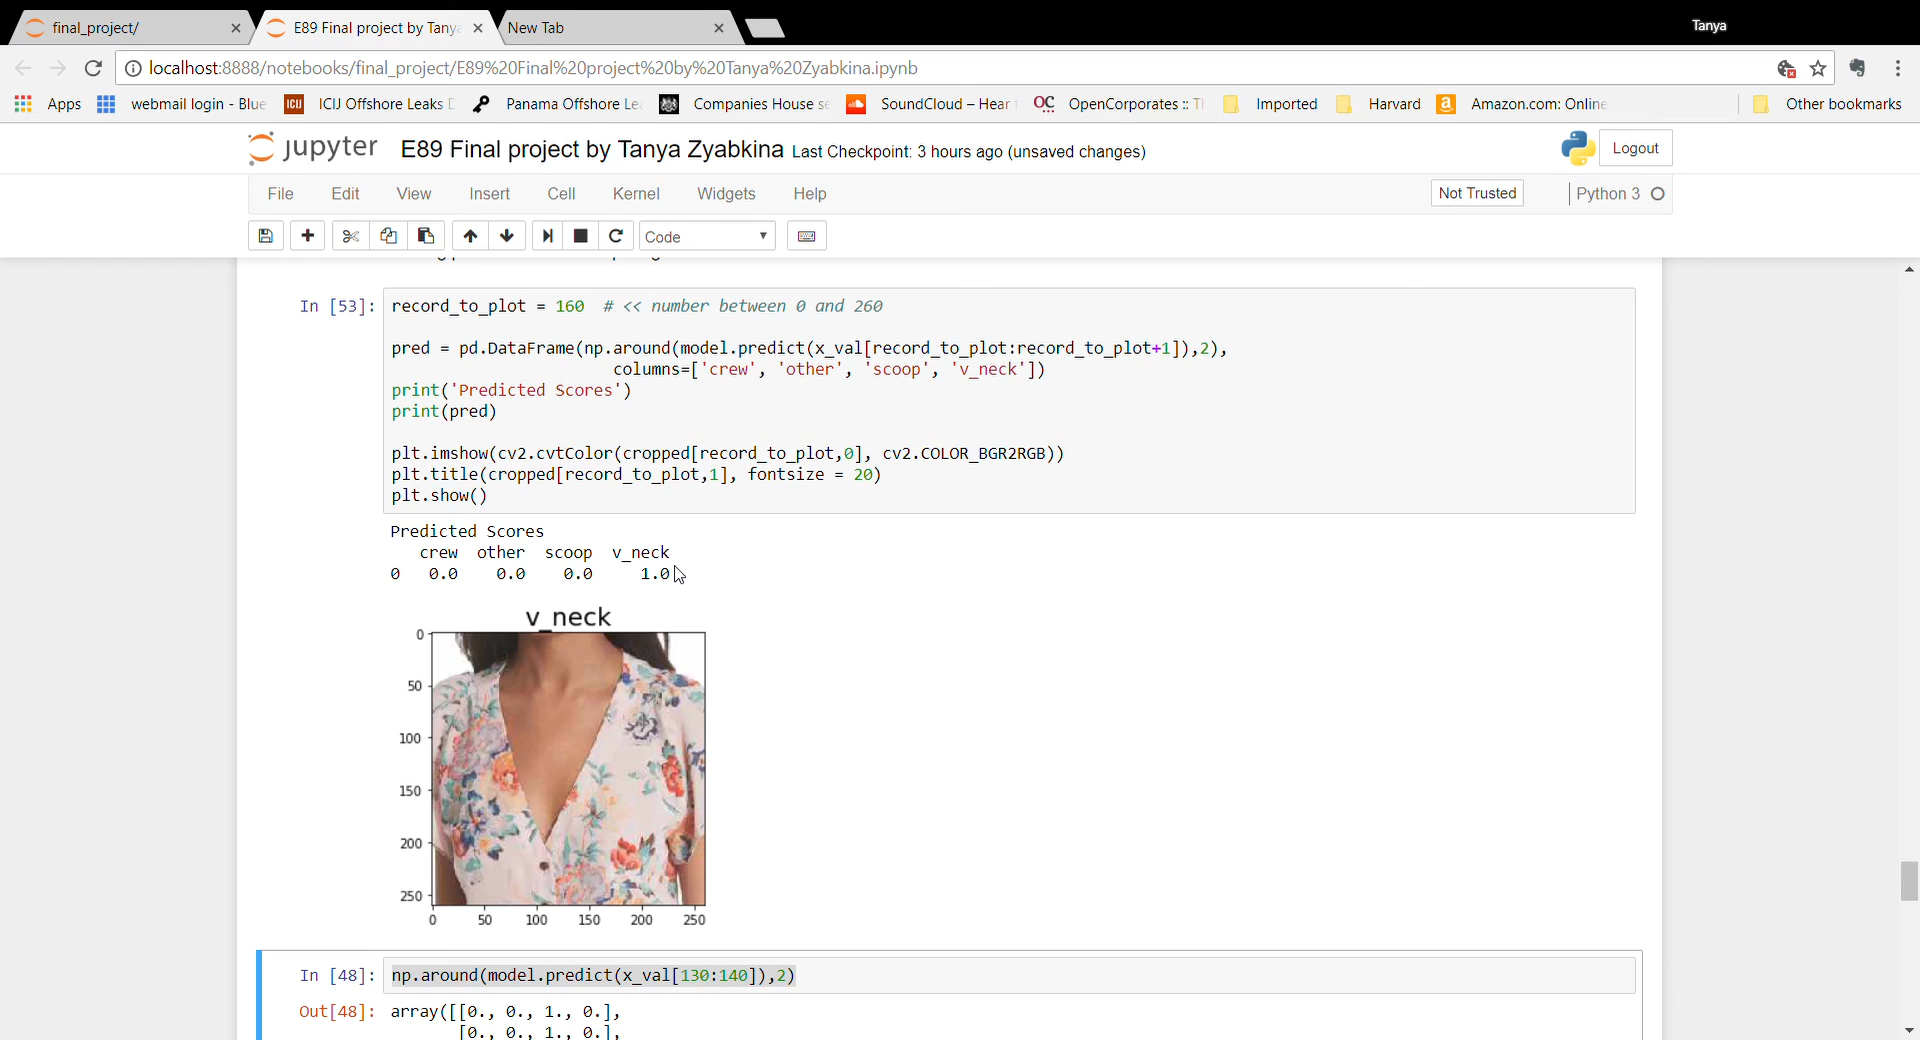 final_project/
E89 Final project by Tany
New Tab
Tanya
localhost:8888/notebooks/final_project/E89%20Final%20project%20by%20Tanya%20Zyabkina.ipynb
Apps webmail login - Blue ICIJ ICIJ Offshore Leaks D Panama Offshore Le Companies House se SoundCloud – Hear OC OpenCorporates :: Th Imported Harvard Amazon.com: Online Other bookmarks
jupyter E89 Final project by Tanya Zyabkina Last Checkpoint: 3 hours ago (unsaved changes) Logout
File Edit View Insert Cell Kernel Widgets Help Not Trusted Python 3
Code
In [53]: record_to_plot = 160 # << number between 0 and 260
pred = pd.DataFrame(np.around(model.predict(x_val[record_to_plot:record_to_plot+1]),2),
columns=['crew', 'other', 'scoop', 'v_neck'])
print('Predicted Scores')
print(pred)
plt.imshow(cv2.cvtColor(cropped[record_to_plot,0], cv2.COLOR_BGR2RGB))
plt.title(cropped[record_to_plot,1], fontsize = 20)
plt.show()
Predicted Scores
crew other scoop v_neck
0 0.0 0.0 0.0 1.0
v_neck
0
50
100
150
200
250
0 50 100 150 200 250
In [48]: np.around(model.predict(x_val[130:140]),2)
Out[48]: array([[0., 0., 1., 0.],
[0., 0., 1., 0.],